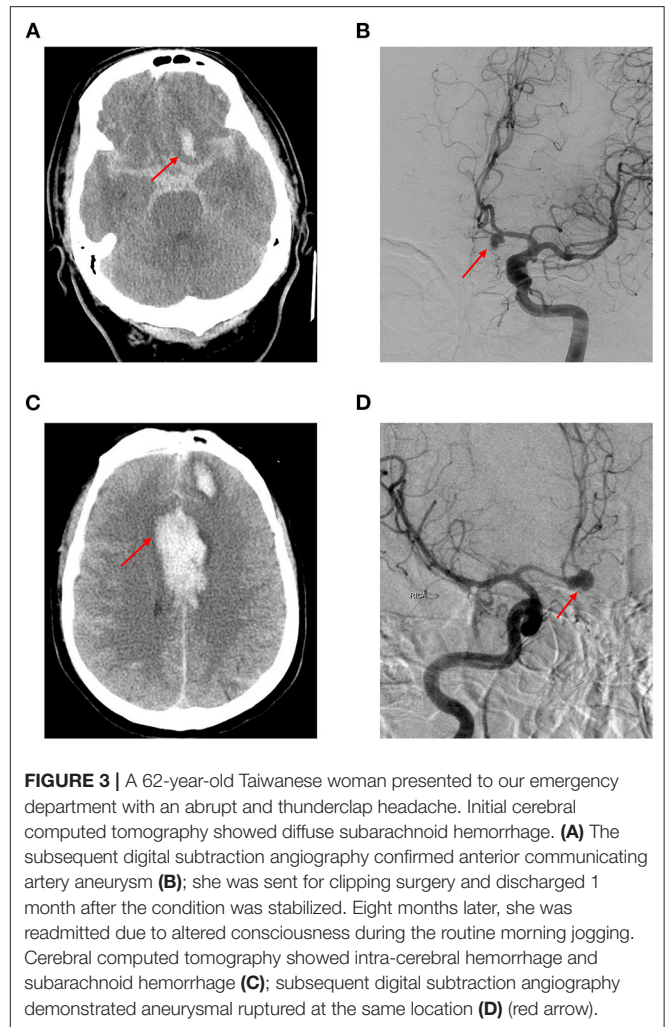 A
B
RICA
C
D
FIGURE 3 | A 62-year-old Taiwanese woman presented to our emergency
department with an abrupt and thunderclap headache. Initial cerebral
computed tomography showed diffuse subarachnoid hemorrhage. (A) The
subsequent digital subtraction angiography confirmed anterior communicating
artery aneurysm (B); she was sent for clipping surgery and discharged 1
month after the condition was stabilized. Eight months later, she was
readmitted due to altered consciousness during the routine morning jogging.
Cerebral computed tomography showed intra-cerebral hemorrhage and
subarachnoid hemorrhage (C); subsequent digital subtraction angiography
demonstrated aneurysmal ruptured at the same location (D) (red arrow).